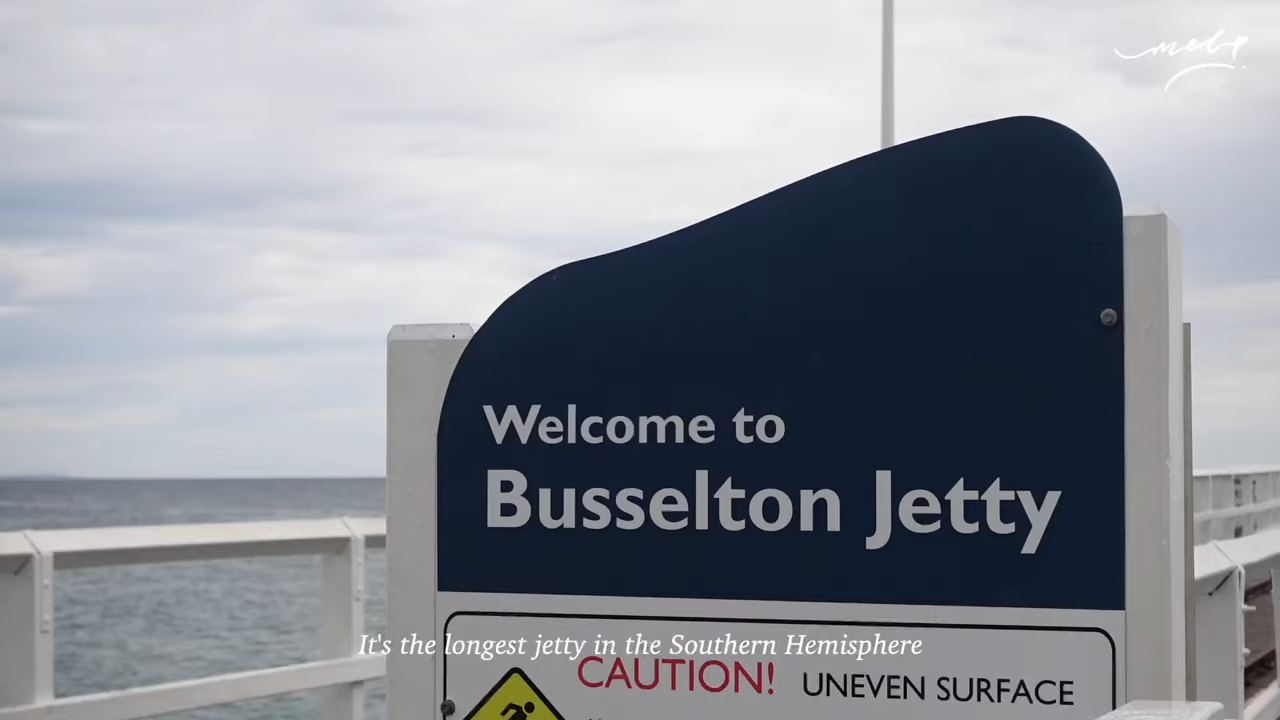 Welcome to
Busselton Jetty
It's the longest jetty in the Southern Hemisphere
CAUTION! UNEVEN SURFACE